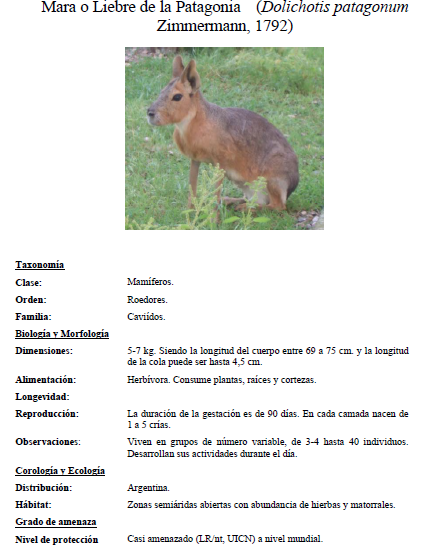 Mara o Liebre de la Patagonia (Dolichotis patagonum
Zimmermann, 1792)
Taxonomía
Clase: Mamíferos.
Orden: Roedores.
Familia: Caviídos.
Biología y Morfología
Dimensiones: 5-7 kg. Siendo la longitud del cuerpo entre 69 a 75 cm. y la longitud
de la cola puede ser hasta 4,5 cm.
Alimentación: Herbívora. Consume plantas, raíces y cortezas.
Longevidad:
Reproducción: La duración de la gestación es de 90 días. En cada camada nacen de
1 a 5 crías.
Observaciones: Viven en grupos de número variable, de 3-4 hasta 40 individuos.
Desarrollan sus actividades durante el día.
Corología y Ecología
Distribución: Argentina.
Hábitat: Zonas semiáridas abiertas con abundancia de hierbas y matorrales.
Grado de amenaza
Nivel de protección Casi amenazado (LR/nt, UICN) a nivel mundial.